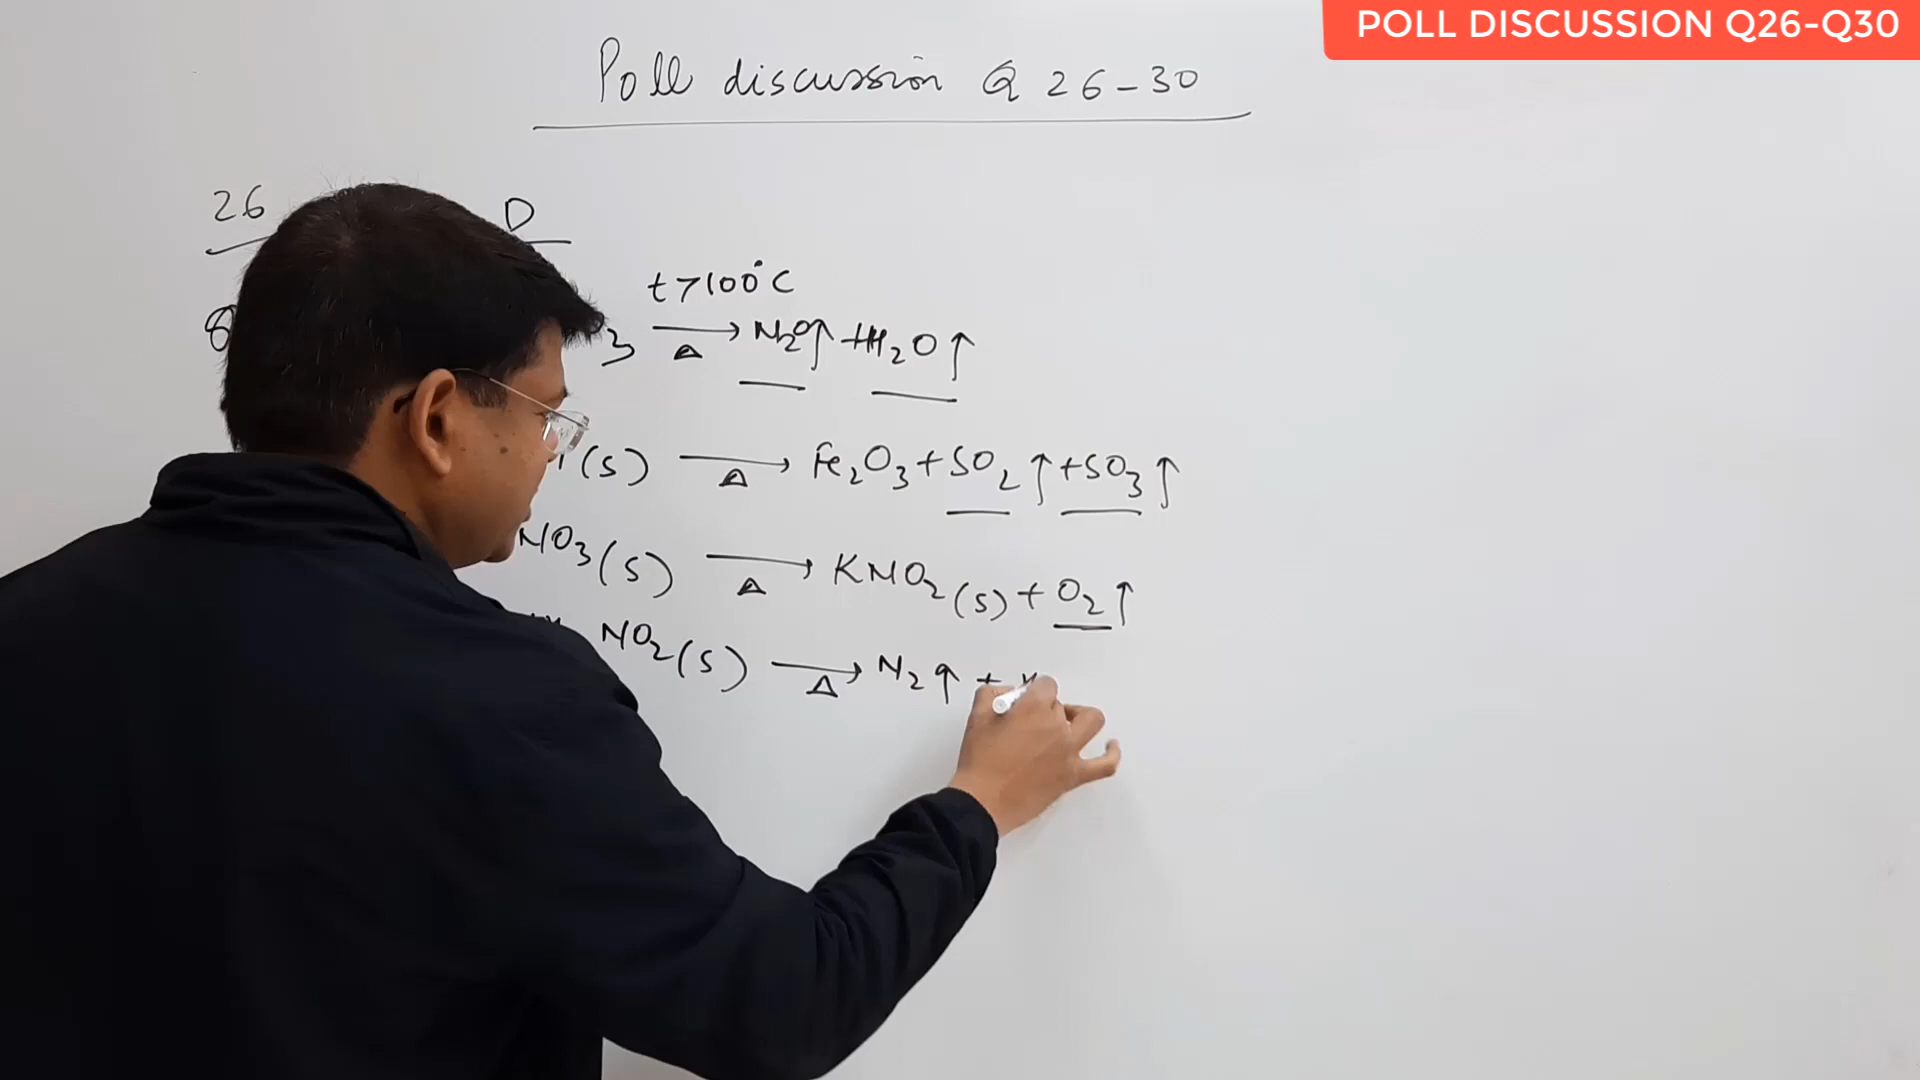 POLL DISCUSSION Q26-Q30
Poll discussion Q 26-30
26 D
t>100°C
3 →Δ N2O↑ + H2O↑
(s) →Δ Fe2O3 + SO2↑ + SO3↑
NO3(s) →Δ KNO2(s) + O2↑
NO2(s) →Δ N2↑ +